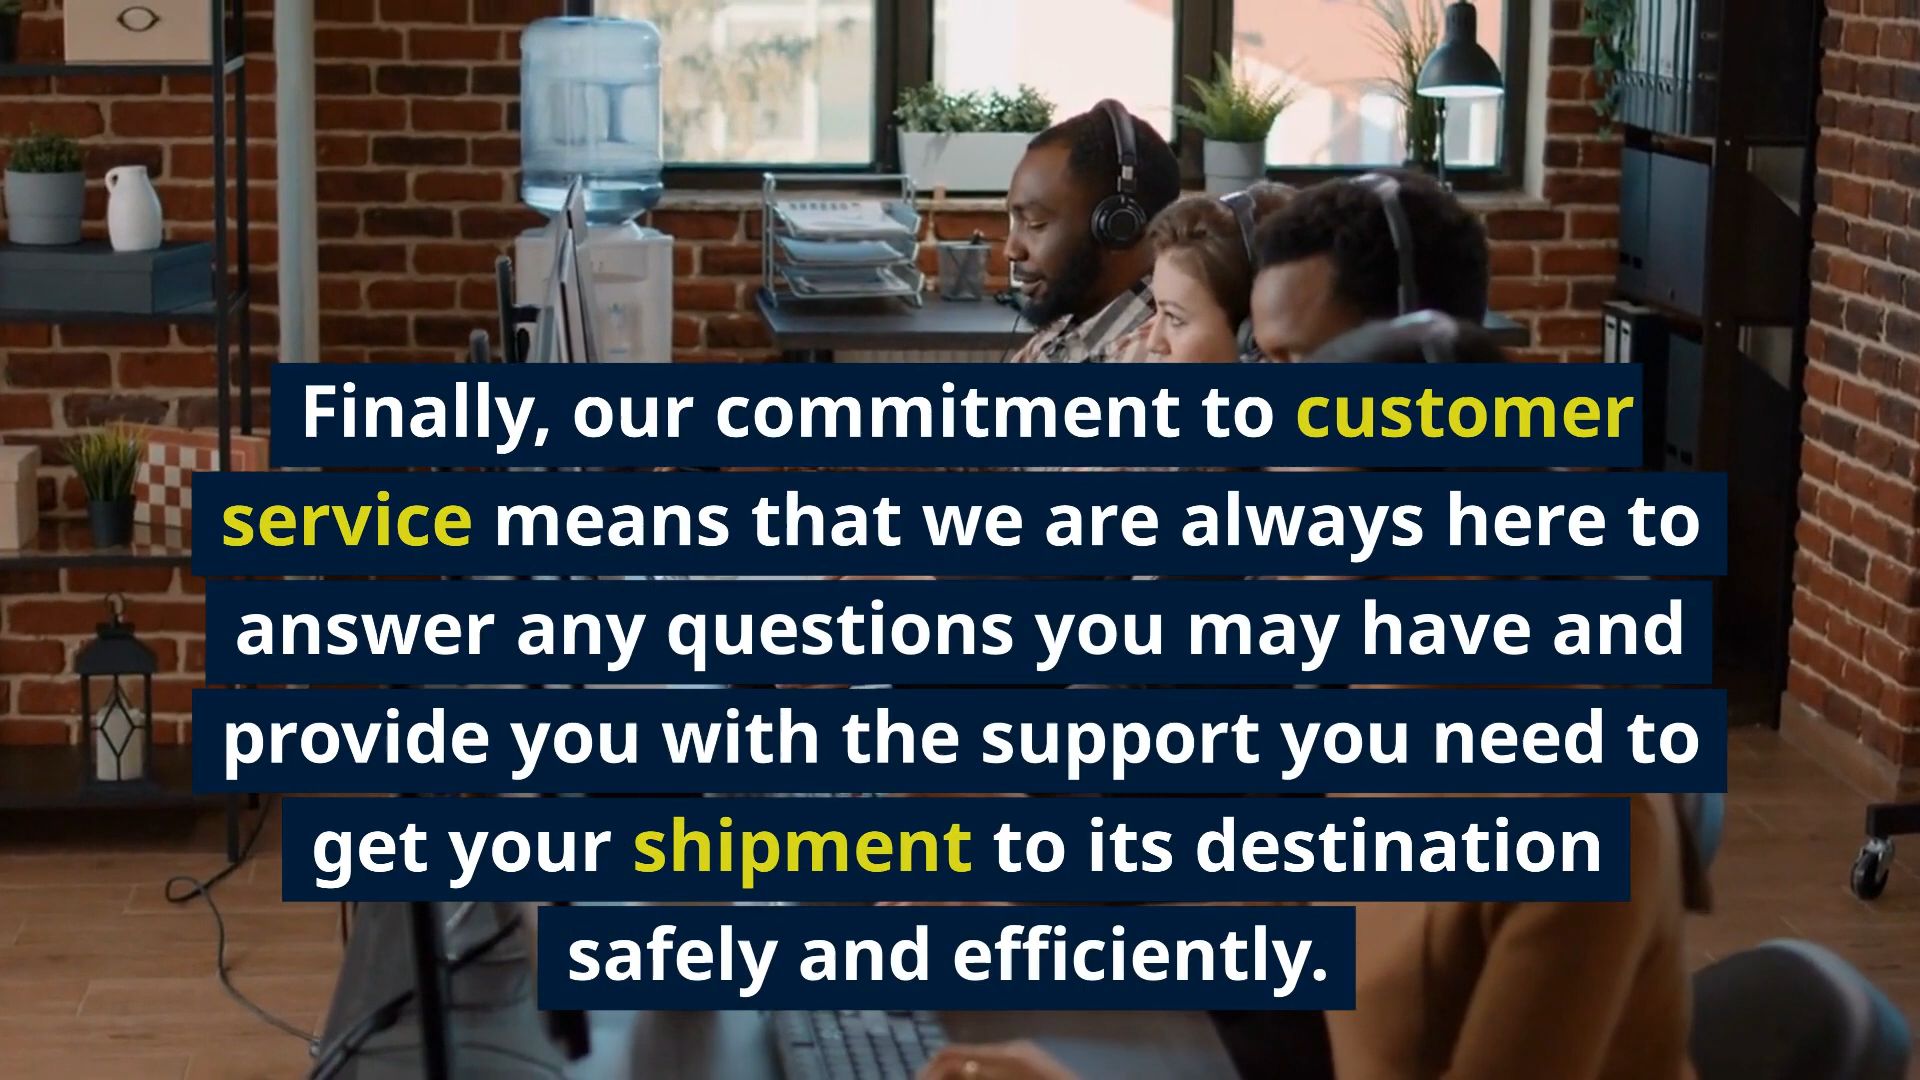 Finally, our commitment to customer
service means that we are always here to
answer any questions you may have and
provide you with the support you need to
get your shipment to its destination
safely and efficiently.